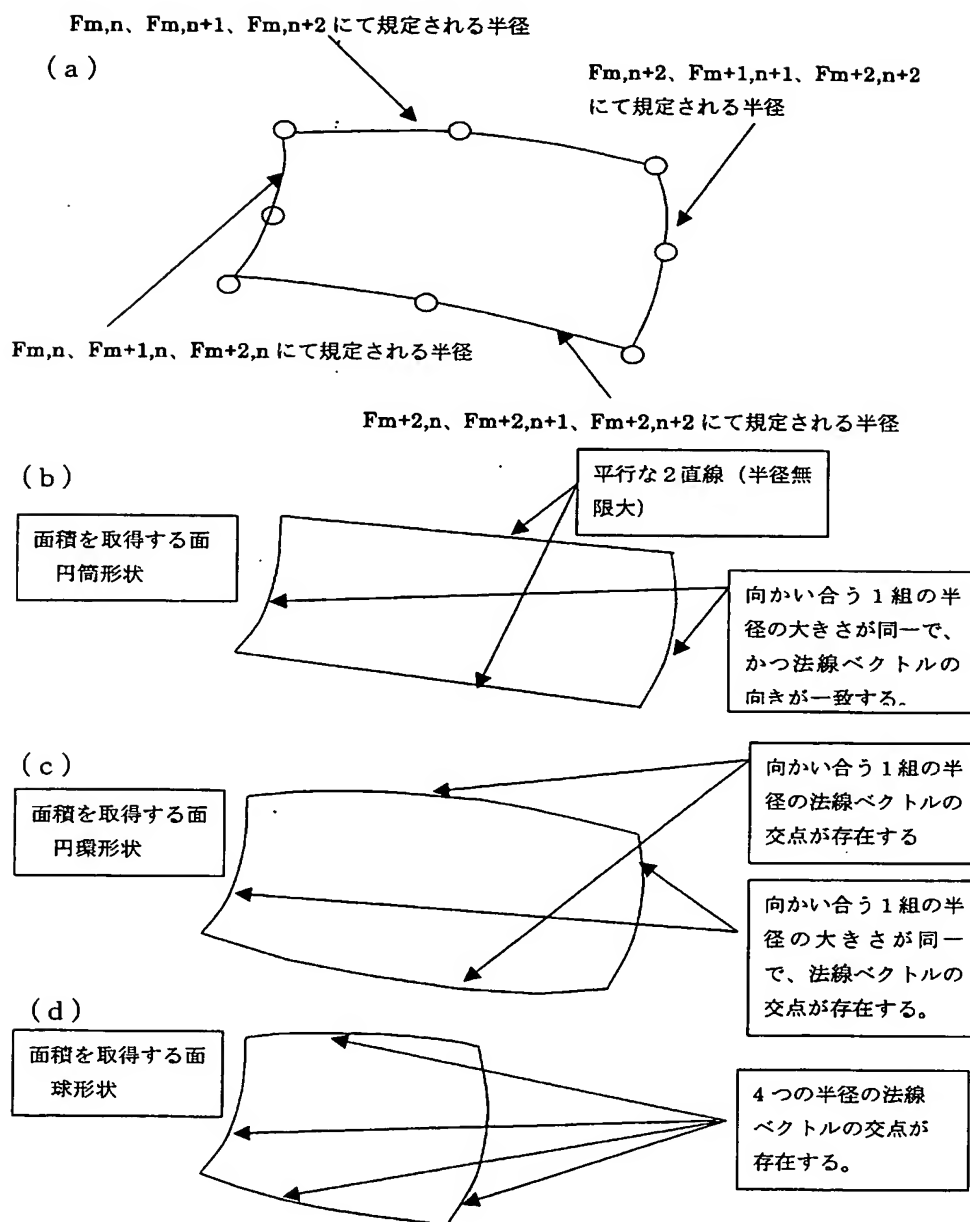 Fm,n、Fm,n+1、Fm,n+2 にて規定される半径
(a)
Fm,n+2、Fm+1,n+1、Fm+2,n+2
にて規定される半径
Fm,n、Fm+1,n、Fm+2,n にて規定される半径
Fm+2,n、Fm+2,n+1、Fm+2,n+2 にて規定される半径
(b)
平行な2直線(半径無
限大)
面積を取得する面
円筒形状
向かい合う1組の半
径の大きさが同一で、
かつ法線ベクトルの
向きが一致する。
(c)
向かい合う1組の半
径の法線ベクトルの
交点が存在する
面積を取得する面
円環形状
向かい合う1組の半
径の大きさが同一
で、法線ベクトルの
交点が存在する。
(d)
面積を取得する面
球形状
4つの半径の法線
ベクトルの交点が
存在する。